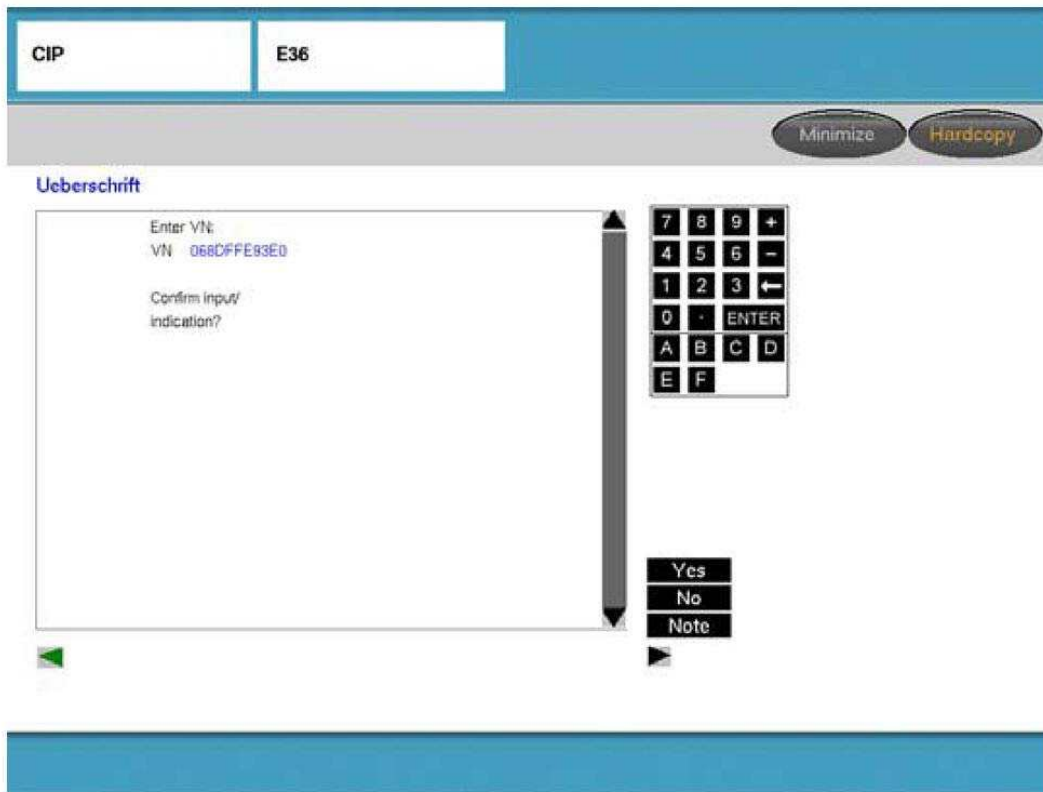 CIP
E36
Minimize
Hardcopy
Ueberschrift
Enter VN:
VN 068DFFE93E0
Confirm input/
indication?
7 8 9 +
4 5 6 -
1 2 3 ←
0 . ENTER
A B C D
E F
Yes
No
Note